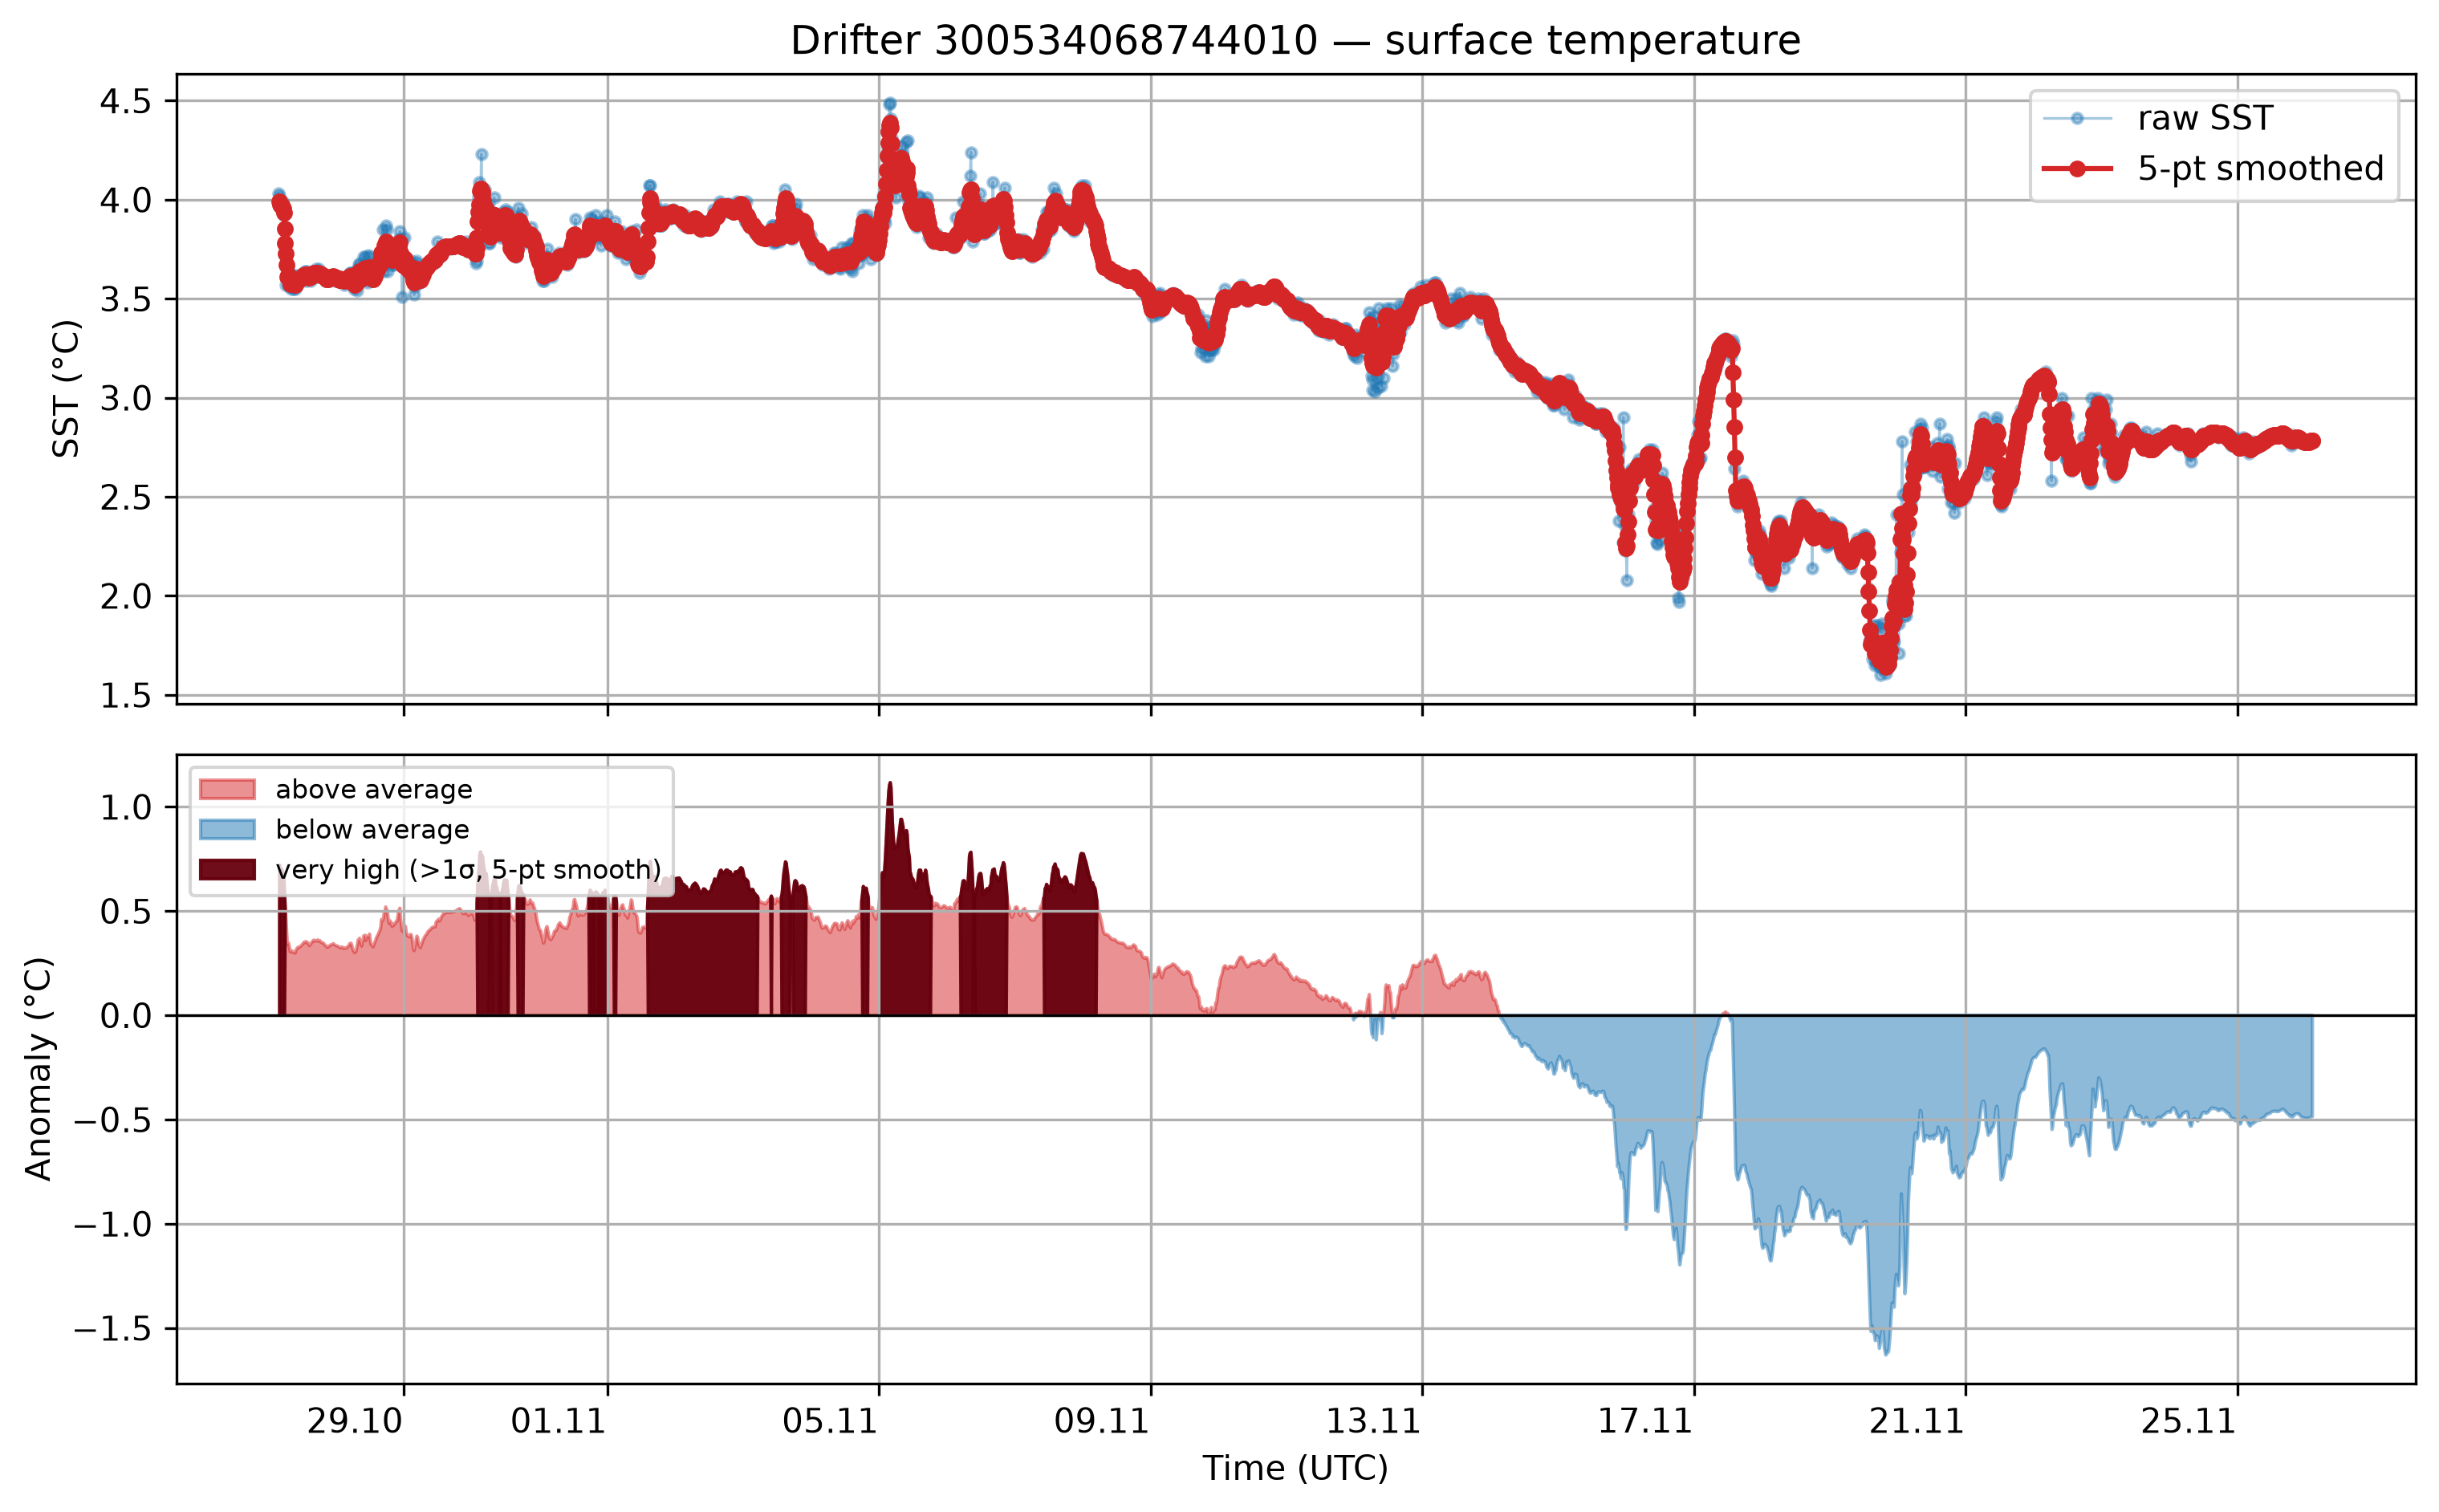 Drifter 300534068744010 — surface temperature
4.5
4.0
3.5
3.0
2.5
2.0
1.5
SST (°C)
raw SST
5-pt smoothed
1.0
0.5
0.0
−0.5
−1.0
−1.5
Anomaly (°C)
above average
below average
very high (>1σ, 5-pt smooth)
29.10 01.11 05.11 09.11 13.11 17.11 21.11 25.11
Time (UTC)